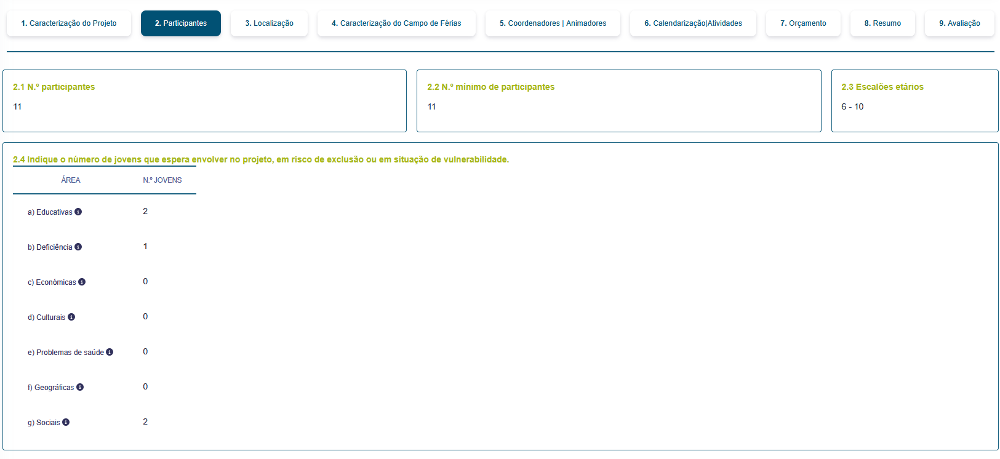 1. Caracterização do Projeto
2. Participantes
3. Localização
4. Caracterização do Campo de Férias
5. Coordenadores | Animadores
6. Calendarização|Atividades
7. Orçamento
8. Resumo
9. Avaliação
2.1 N.º participantes
11
2.2 N.º mínimo de participantes
11
2.3 Escalões etários
6 - 10
2.4 Indique o número de jovens que espera envolver no projeto, em risco de exclusão ou em situação de vulnerabilidade.
ÁREA N.º JOVENS
a) Educativas 2
b) Deficiência 1
c) Económicas 0
d) Culturais 0
e) Problemas de saúde 0
f) Geográficas 0
g) Sociais 2